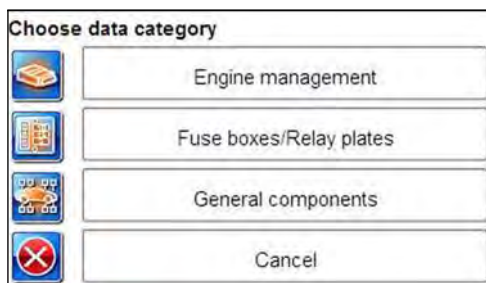 Choose data category
Engine management
Fuse boxes/Relay plates
General components
Cancel